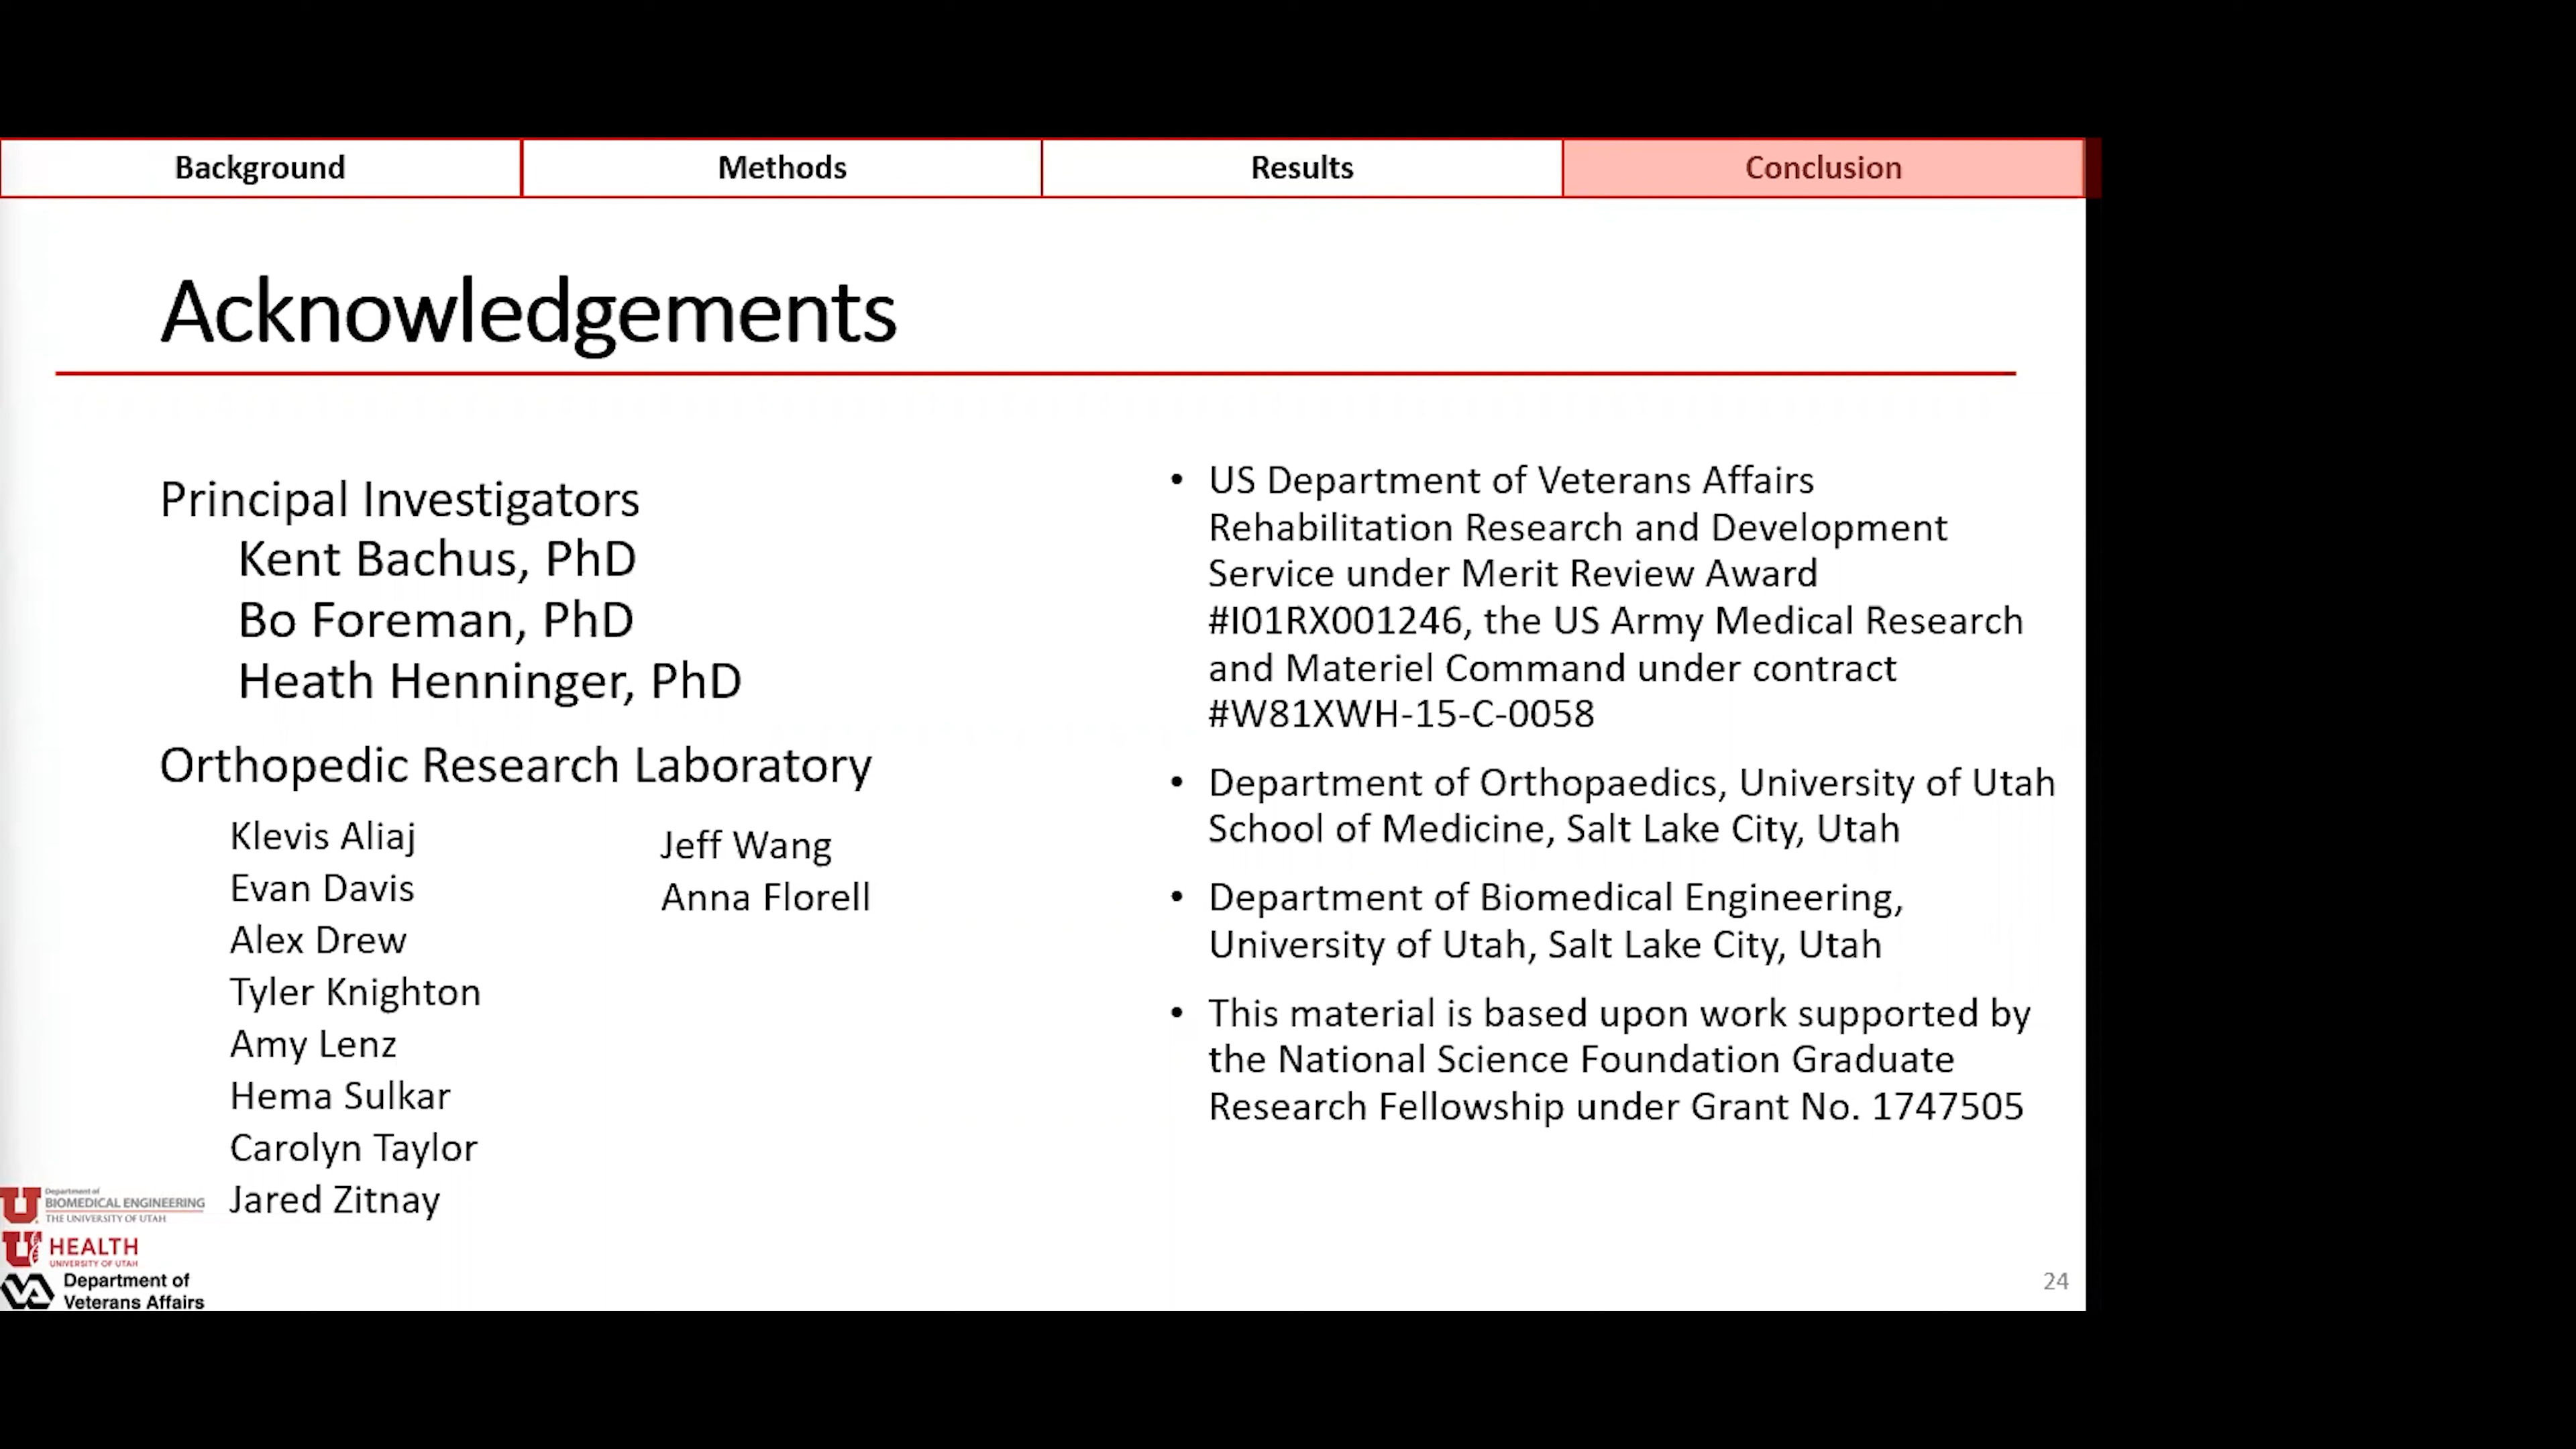 Background
Methods
Results
Conclusion
Acknowledgements
Principal Investigators
Kent Bachus, PhD
Bo Foreman, PhD
Heath Henninger, PhD
Orthopedic Research Laboratory
Klevis Aliaj
Evan Davis
Alex Drew
Tyler Knighton
Amy Lenz
Hema Sulkar
Carolyn Taylor
Jared Zitnay
Jeff Wang
Anna Florell
• US Department of Veterans Affairs
Rehabilitation Research and Development
Service under Merit Review Award
#I01RX001246, the US Army Medical Research
and Materiel Command under contract
#W81XWH-15-C-0058
• Department of Orthopaedics, University of Utah
School of Medicine, Salt Lake City, Utah
• Department of Biomedical Engineering,
University of Utah, Salt Lake City, Utah
• This material is based upon work supported by
the National Science Foundation Graduate
Research Fellowship under Grant No. 1747505
U
Department of
BIOMEDICAL ENGINEERING
THE UNIVERSITY OF UTAH
U
HEALTH
UNIVERSITY OF UTAH
VA
Department of
Veterans Affairs
24